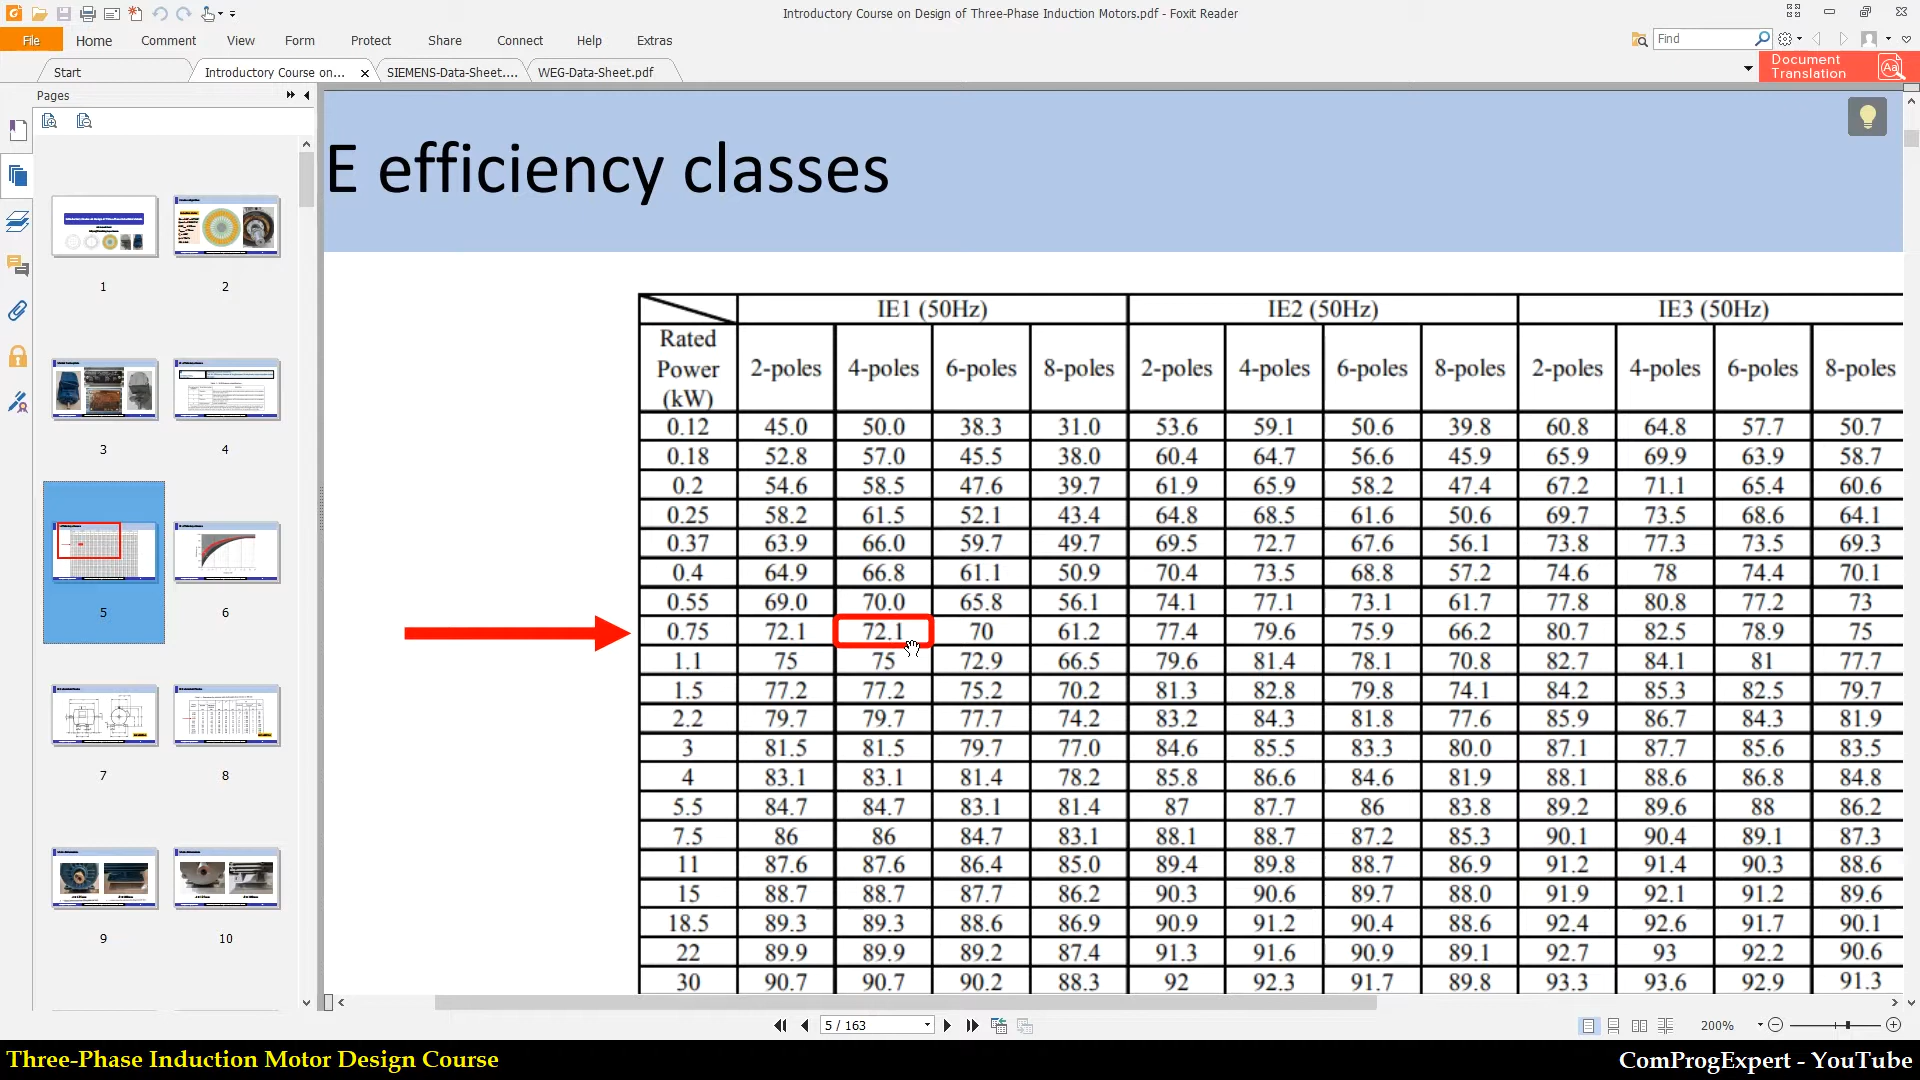 Introductory Course on Design of Three-Phase Induction Motors.pdf - Foxit Reader
File Home Comment View Form Protect Share Connect Help Extras
Find
Start Introductory Course on... SIEMENS-Data-Sheet.... WEG-Data-Sheet.pdf
Document
Translation
Pages
1 2
3 4
5 6
7 8
9 10
E efficiency classes
IE1 (50Hz) IE2 (50Hz) IE3 (50Hz)
Rated
Power
(kW)
2-poles 4-poles 6-poles 8-poles 2-poles 4-poles 6-poles 8-poles 2-poles 4-poles 6-poles 8-poles
0.12 45.0 50.0 38.3 31.0 53.6 59.1 50.6 39.8 60.8 64.8 57.7 50.7
0.18 52.8 57.0 45.5 38.0 60.4 64.7 56.6 45.9 65.9 69.9 63.9 58.7
0.2 54.6 58.5 47.6 39.7 61.9 65.9 58.2 47.4 67.2 71.1 65.4 60.6
0.25 58.2 61.5 52.1 43.4 64.8 68.5 61.6 50.6 69.7 73.5 68.6 64.1
0.37 63.9 66.0 59.7 49.7 69.5 72.7 67.6 56.1 73.8 77.3 73.5 69.3
0.4 64.9 66.8 61.1 50.9 70.4 73.5 68.8 57.2 74.6 78 74.4 70.1
0.55 69.0 70.0 65.8 56.1 74.1 77.1 73.1 61.7 77.8 80.8 77.2 73
0.75 72.1 72.1 70 61.2 77.4 79.6 75.9 66.2 80.7 82.5 78.9 75
1.1 75 75 72.9 66.5 79.6 81.4 78.1 70.8 82.7 84.1 81 77.7
1.5 77.2 77.2 75.2 70.2 81.3 82.8 79.8 74.1 84.2 85.3 82.5 79.7
2.2 79.7 79.7 77.7 74.2 83.2 84.3 81.8 77.6 85.9 86.7 84.3 81.9
3 81.5 81.5 79.7 77.0 84.6 85.5 83.3 80.0 87.1 87.7 85.6 83.5
4 83.1 83.1 81.4 78.2 85.8 86.6 84.6 81.9 88.1 88.6 86.8 84.8
5.5 84.7 84.7 83.1 81.4 87 87.7 86 83.8 89.2 89.6 88 86.2
7.5 86 86 84.7 83.1 88.1 88.7 87.2 85.3 90.1 90.4 89.1 87.3
11 87.6 87.6 86.4 85.0 89.4 89.8 88.7 86.9 91.2 91.4 90.3 88.6
15 88.7 88.7 87.7 86.2 90.3 90.6 89.7 88.0 91.9 92.1 91.2 89.6
18.5 89.3 89.3 88.6 86.9 90.9 91.2 90.4 88.6 92.4 92.6 91.7 90.1
22 89.9 89.9 89.2 87.4 91.3 91.6 90.9 89.1 92.7 93 92.2 90.6
30 90.7 90.7 90.2 88.3 92 92.3 91.7 89.8 93.3 93.6 92.9 91.3
5 / 163
200%
Three-Phase Induction Motor Design Course
ComProgExpert - YouTube